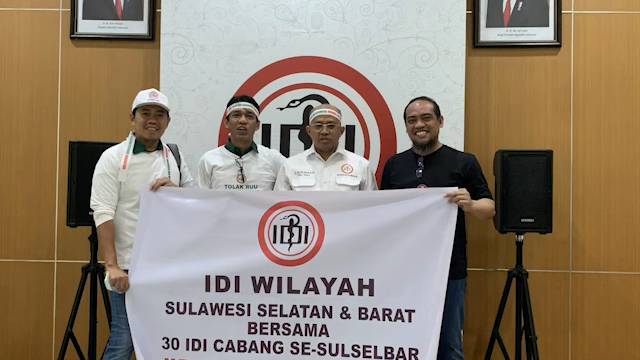 IDI
TOLAK RUU
IDI
IDI WILAYAH
SULAWESI SELATAN & BARAT
BERSAMA
30 IDI CABANG SE-SULSELBAR